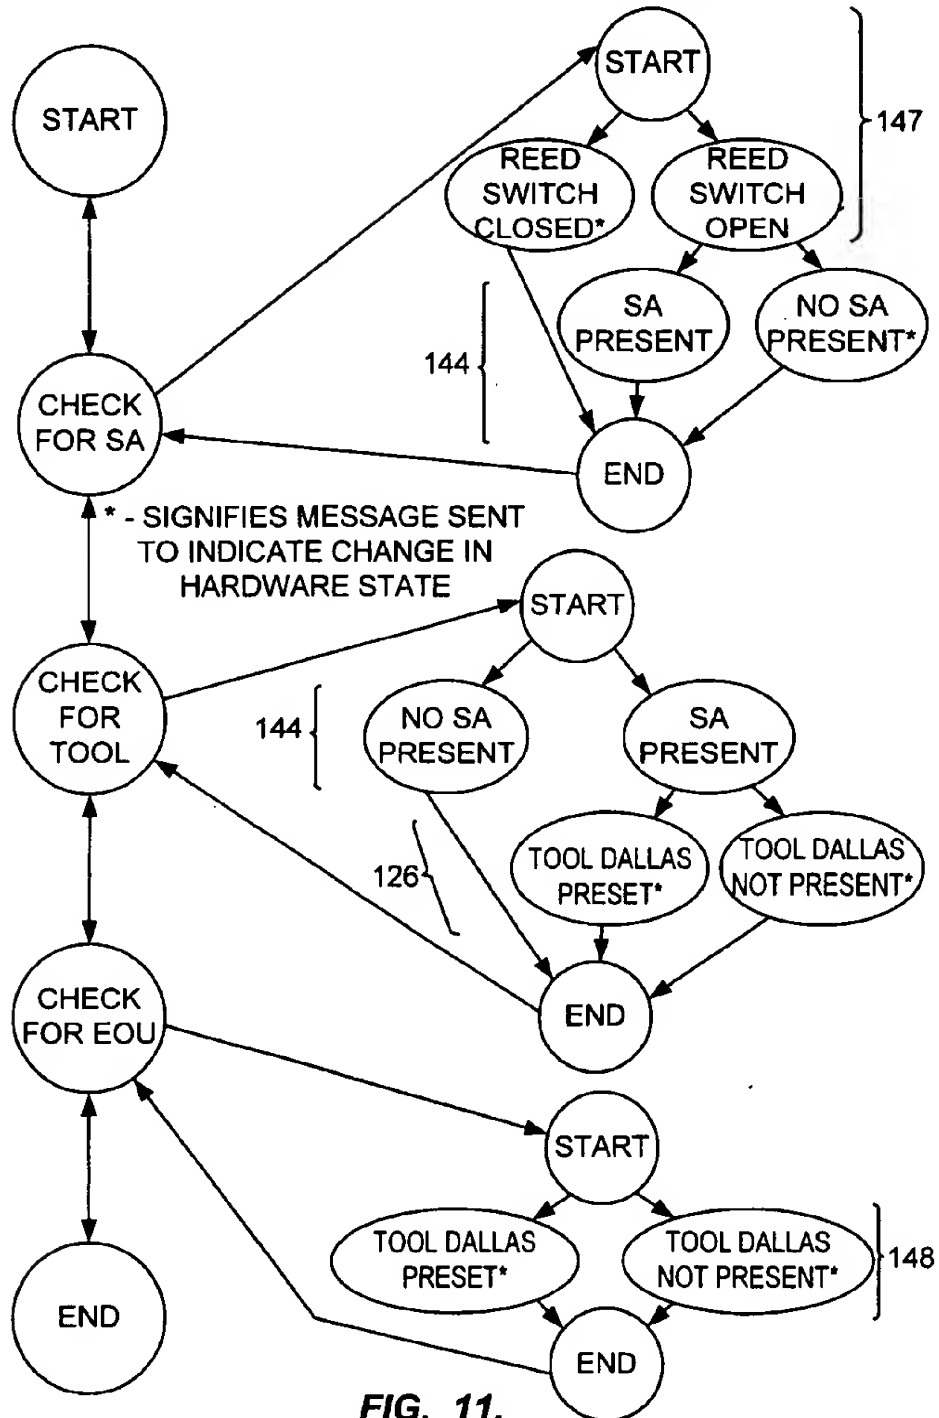 START
START
147
REED
SWITCH
CLOSED*
REED
SWITCH
OPEN
SA
PRESENT
NO SA
PRESENT*
144
CHECK
FOR SA
END
* - SIGNIFIES MESSAGE SENT
TO INDICATE CHANGE IN
HARDWARE STATE
START
CHECK
FOR
TOOL
144
NO SA
PRESENT
SA
PRESENT
126
TOOL DALLAS
PRESET*
TOOL DALLAS
NOT PRESENT*
END
CHECK
FOR EOU
START
TOOL DALLAS
PRESET*
TOOL DALLAS
NOT PRESENT*
148
END
END
FIG. 11.